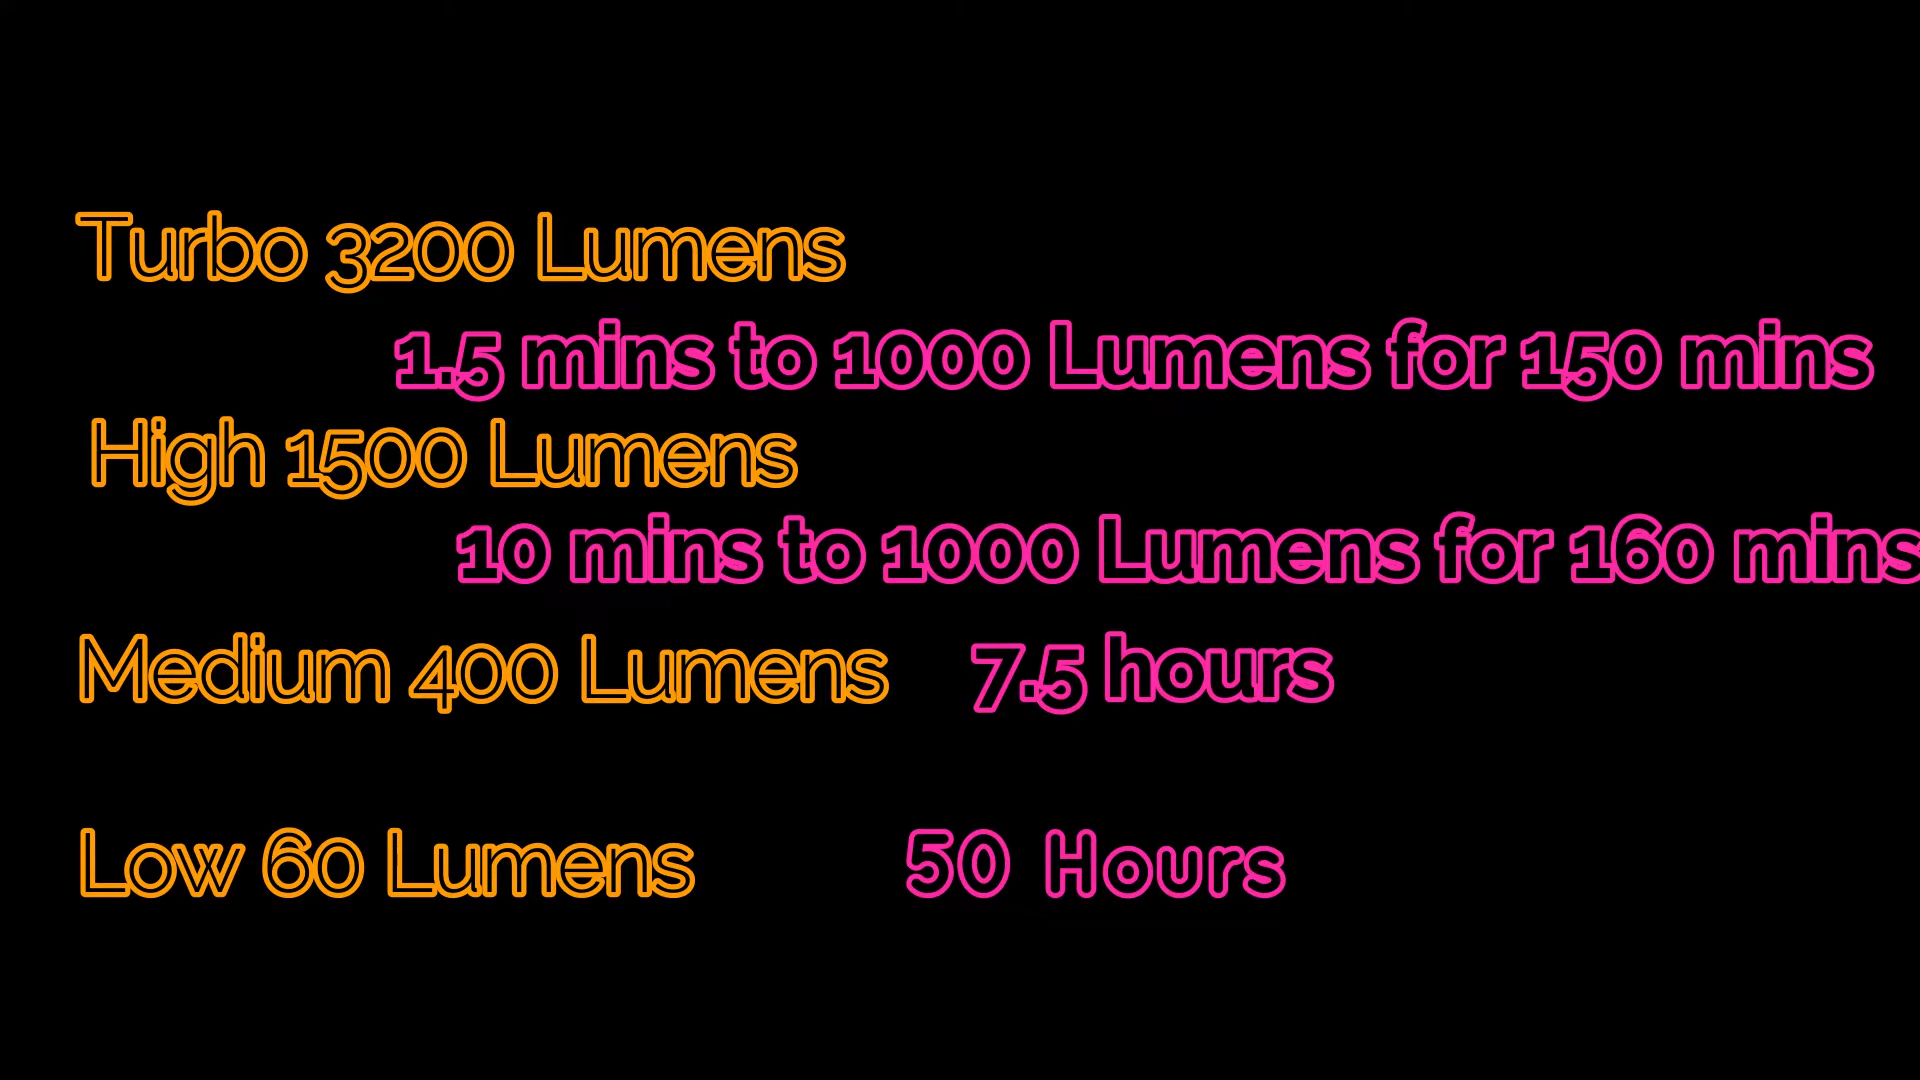 Turbo 3200 Lumens
1.5 mins to 1000 Lumens for 150 mins
High 1500 Lumens
10 mins to 1000 Lumens for 160 mins
Medium 400 Lumens 7.5 hours
Low 60 Lumens 50 Hours